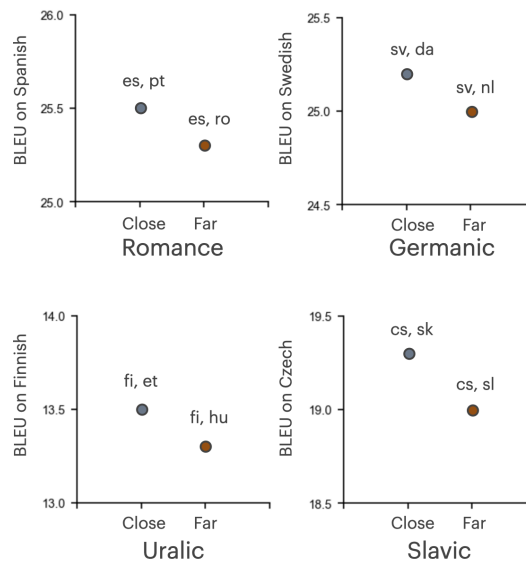 BLEU on Spanish
26.0
25.5
25.0
es, pt
es, ro
Close Far
Romance
BLEU on Swedish
25.5
25.0
24.5
sv, da
sv, nl
Close Far
Germanic
BLEU on Finnish
14.0
13.5
13.0
fi, et
fi, hu
Close Far
Uralic
BLEU on Czech
19.5
19.0
18.5
cs, sk
cs, sl
Close Far
Slavic